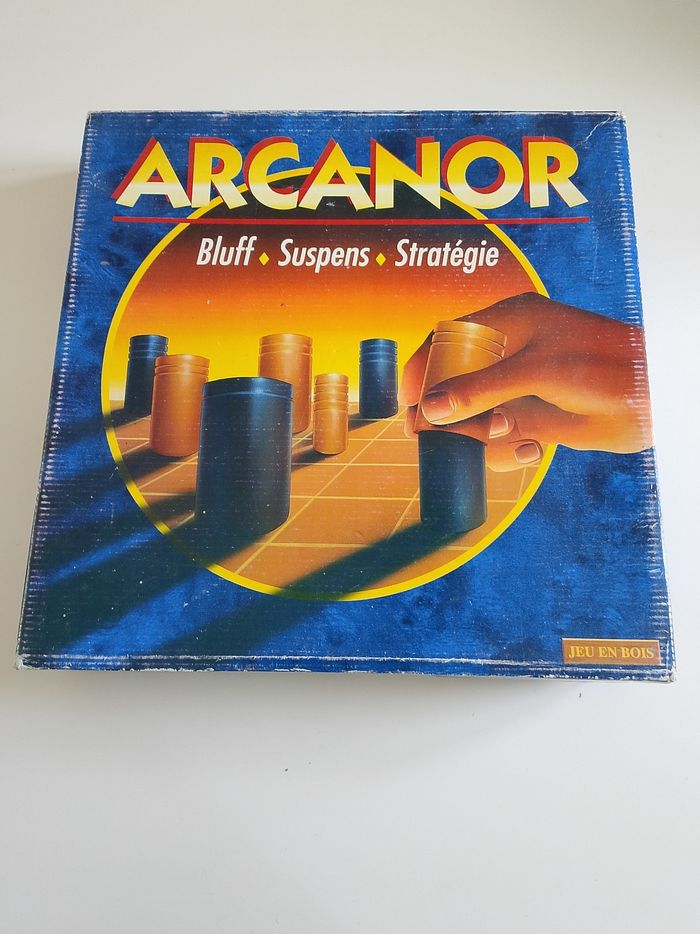 ARCANOR
Bluff ♦ Suspens ♦ Stratégie
JEU EN BOIS